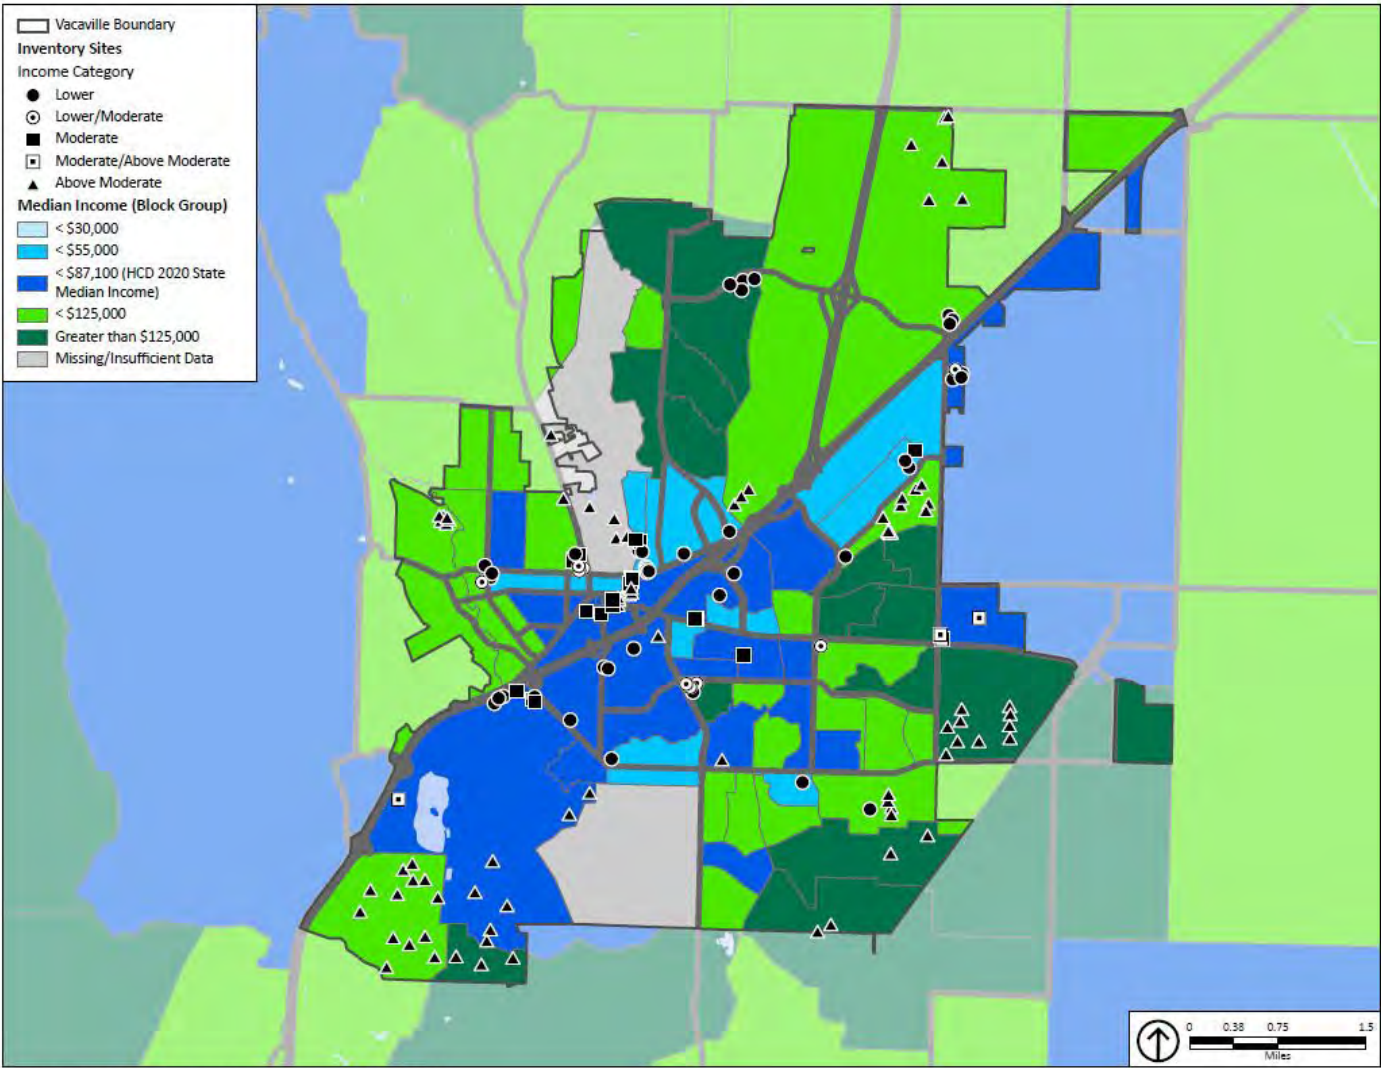 Vacaville Boundary
Inventory Sites
Income Category
Lower
Lower/Moderate
Moderate
Moderate/Above Moderate
Above Moderate
Median Income (Block Group)
< $30,000
< $55,000
< $87,100 (HCD 2020 State
Median Income)
< $125,000
Greater than $125,000
Missing/Insufficient Data
0 0.38 0.75 1.5
Miles